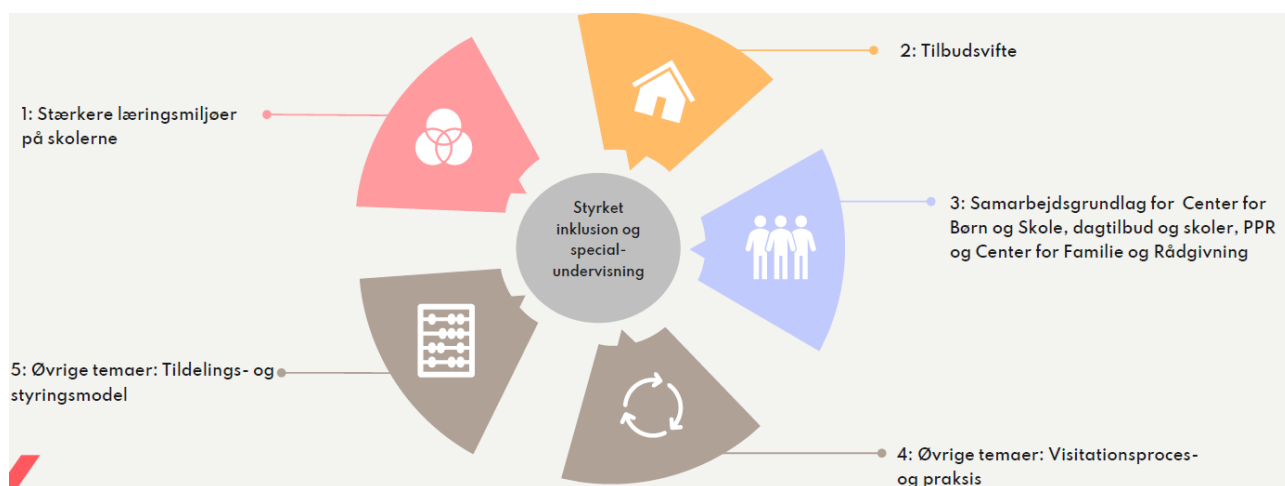 1: Stærkere læringsmiljøer
på skolerne
2: Tilbudsvifte
3: Samarbejdsgrundlag for Center for
Børn og Skole, dagtilbud og skoler, PPR
og Center for Familie og Rådgivning
Styrket
inklusion og
special-
undervisning
5: Øvrige temaer: Tildelings- og
styringsmodel
4: Øvrige temaer: Visitationsproces-
og praksis